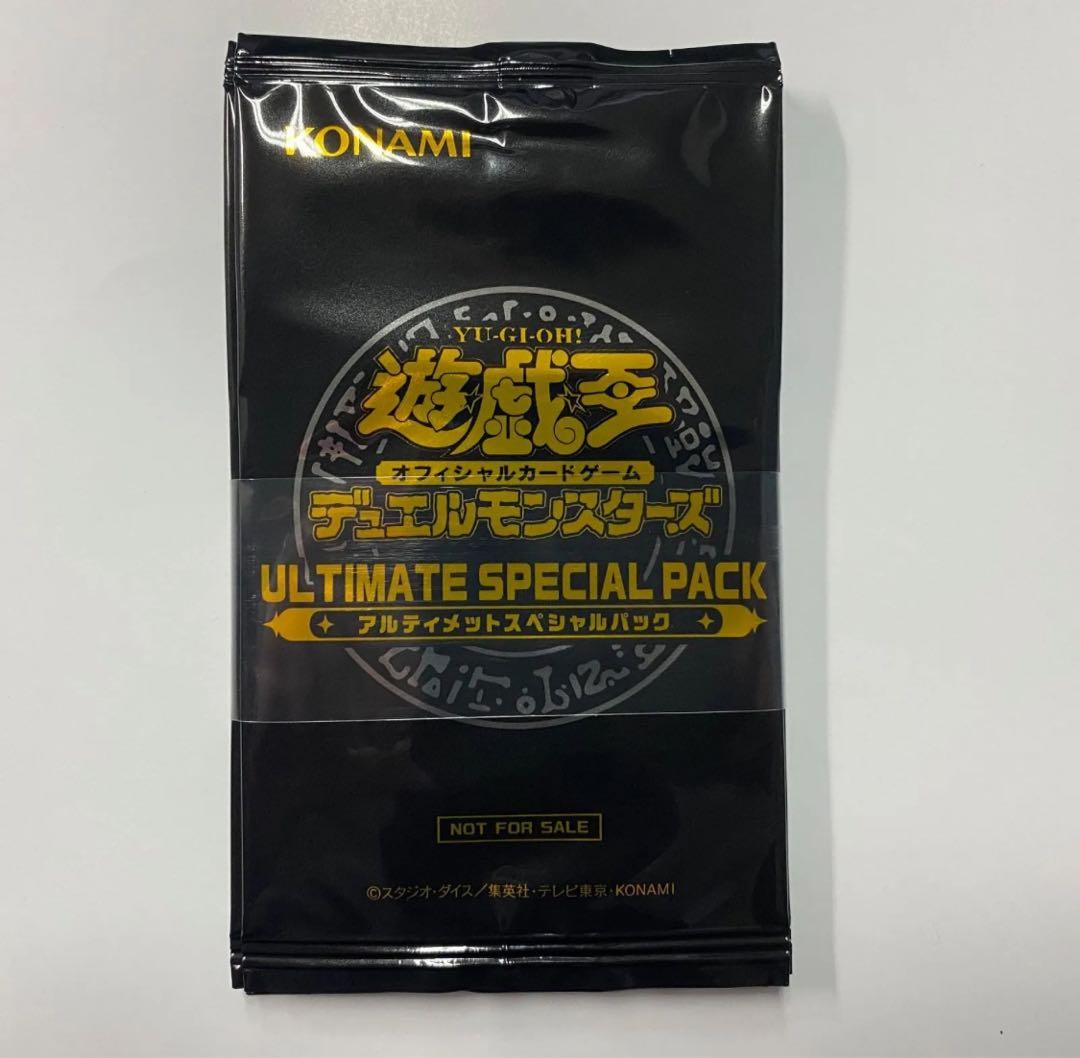 KONAMI
YU-GI-OH!
遊☆戯☆王
オフィシャルカードゲーム
デュエルモンスターズ
ULTIMATE SPECIAL PACK
アルティメットスペシャルパック
NOT FOR SALE
©スタジオ・ダイス/集英社・テレビ東京・KONAMI